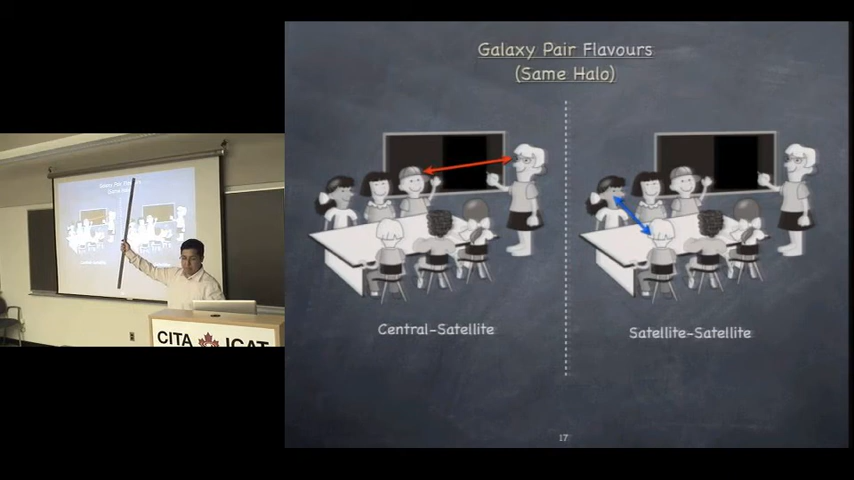 Galaxy Pair Flavours
(Same Halo)
Central-Satellite
Satellite-Satellite
17
CITA
ICAT